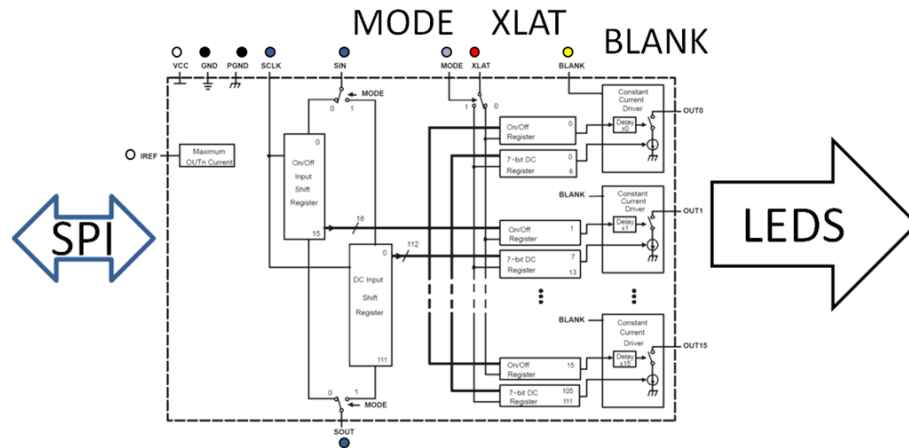 MODE XLAT BLANK
VCC GND PGND SCLK SIN MODE XLAT BLANK
MODE
0 1
1 0
Constant
Current
Driver
OUT0
On/Off
Register
0
Delay
x0
IREF
Maximum
OUTn Current
0
On/Off
Input
Shift
Register
15
7-bit DC
Register
0
6
SPI
LEDS
16
112
BLANK
Constant
Current
Driver
OUT1
On/Off
Register
1
Delay
x1
7-bit DC
Register
7
13
0
DC Input
Shift
Register
111
BLANK
Constant
Current
Driver
OUT15
On/Off
Register
15
Delay
x15
7-bit DC
Register
105
111
0 1
MODE
SOUT